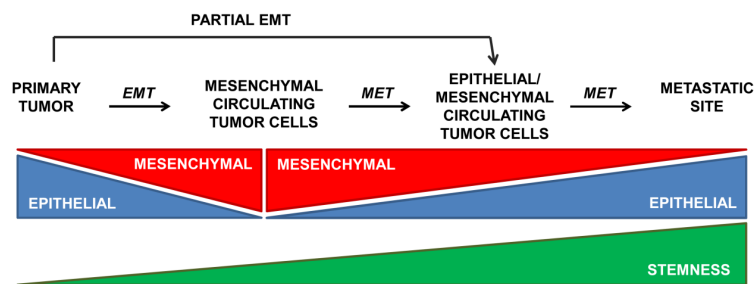 PARTIAL EMT
PRIMARY
TUMOR
EMT
MESENCHYMAL
CIRCULATING
TUMOR CELLS
MET
EPITHELIAL/
MESENCHYMAL
CIRCULATING
TUMOR CELLS
MET
METASTATIC
SITE
MESENCHYMAL
MESENCHYMAL
EPITHELIAL
EPITHELIAL
STEMNESS